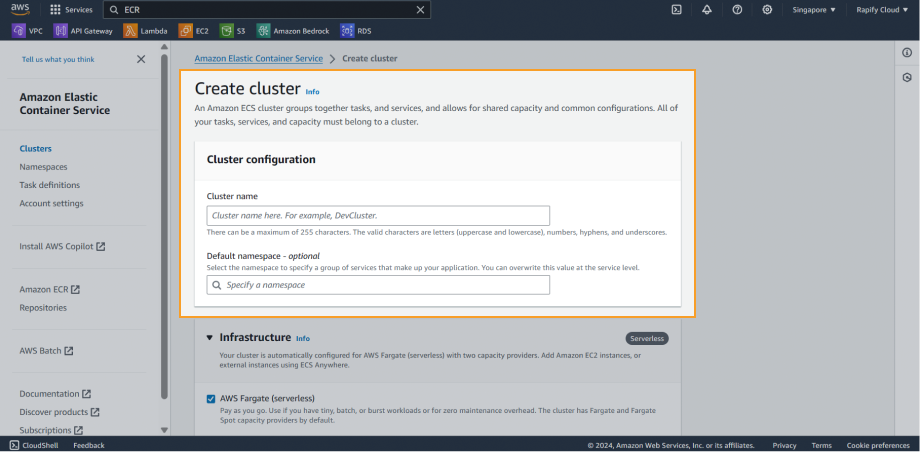 aws
Services
ECR
Singapore
Rapify Cloud
VPC
API Gateway
Lambda
EC2
S3
Amazon Bedrock
RDS
Tell us what you think
Amazon Elastic
Container Service
Clusters
Namespaces
Task definitions
Account settings
Install AWS Copilot
Amazon ECR
Repositories
AWS Batch
Documentation
Discover products
Subscriptions
Amazon Elastic Container Service > Create cluster
Create cluster Info
An Amazon ECS cluster groups together tasks, and services, and allows for shared capacity and common configurations. All of
your tasks, services, and capacity must belong to a cluster.
Cluster configuration
Cluster name
Cluster name here. For example, DevCluster.
There can be a maximum of 255 characters. The valid characters are letters (uppercase and lowercase), numbers, hyphens, and underscores.
Default namespace - optional
Select the namespace to specify a group of services that make up your application. You can overwrite this value at the service level.
Specify a namespace
Infrastructure Info
Serverless
Your cluster is automatically configured for AWS Fargate (serverless) with two capacity providers. Add Amazon EC2 instances, or
external instances using ECS Anywhere.
AWS Fargate (serverless)
Pay as you go. Use if you have tiny, batch, or burst workloads or for zero maintenance overhead. The cluster has Fargate and Fargate
Spot capacity providers by default.
CloudShell
Feedback
© 2024, Amazon Web Services, Inc. or its affiliates.
Privacy
Terms
Cookie preferences